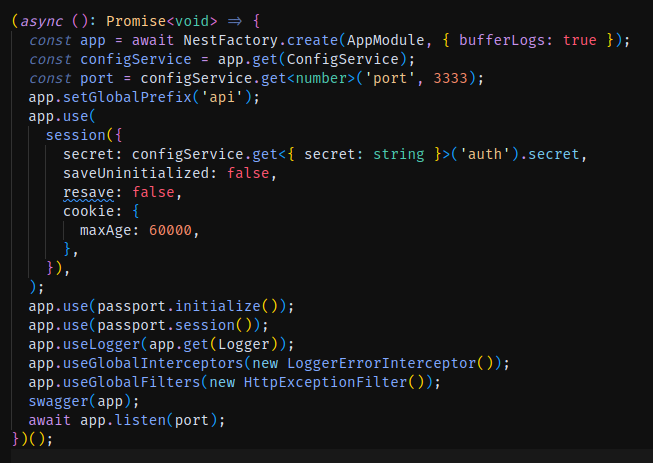 (async (): Promise<void> => {
  const app = await NestFactory.create(AppModule, { bufferLogs: true });
  const configService = app.get(ConfigService);
  const port = configService.get<number>('port', 3333);
  app.setGlobalPrefix('api');
  app.use(
    session({
      secret: configService.get<{ secret: string }>('auth').secret,
      saveUninitialized: false,
      resave: false,
      cookie: {
        maxAge: 60000,
      },
    }),
  );
  app.use(passport.initialize());
  app.use(passport.session());
  app.useLogger(app.get(Logger));
  app.useGlobalInterceptors(new LoggerErrorInterceptor());
  app.useGlobalFilters(new HttpExceptionFilter());
  swagger(app);
  await app.listen(port);
})();